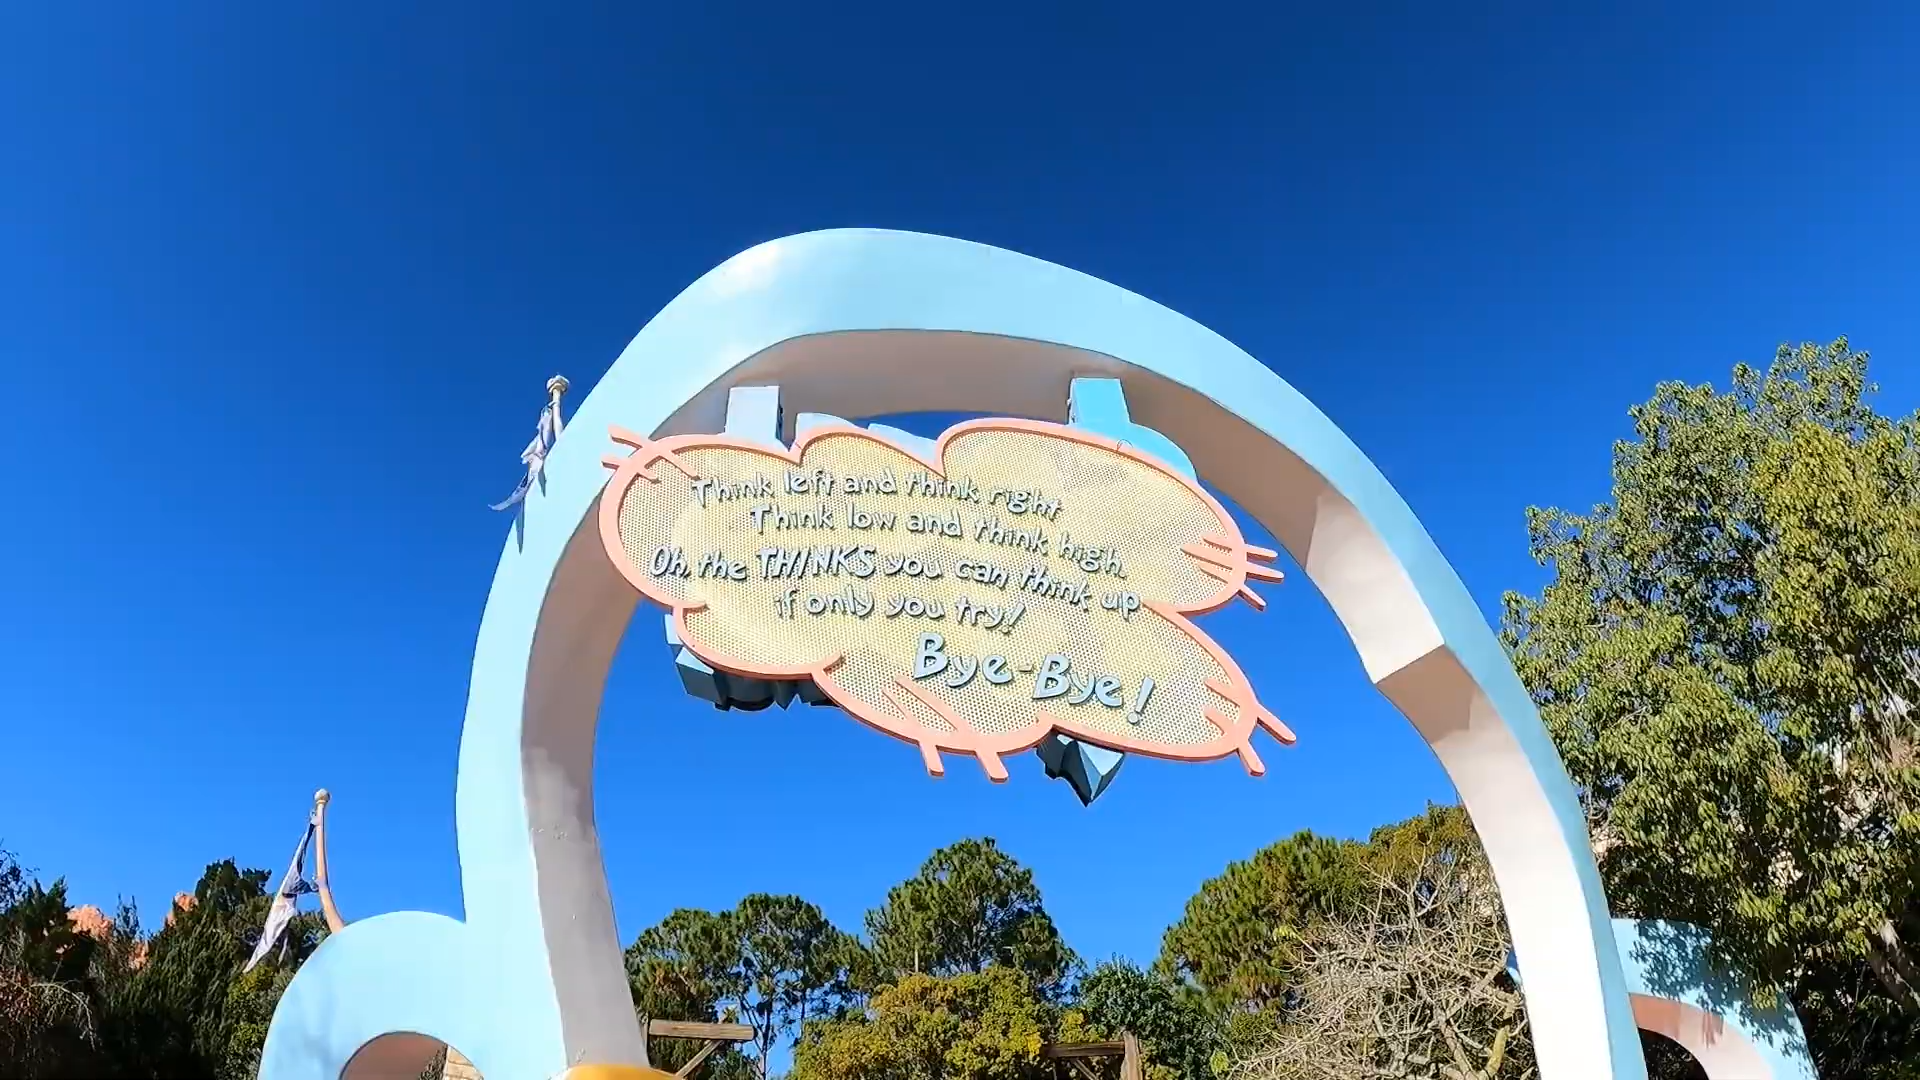 Think left and think right
Think low and think high.
Oh, the THINKS you can think up
if only you try!
Bye-Bye!